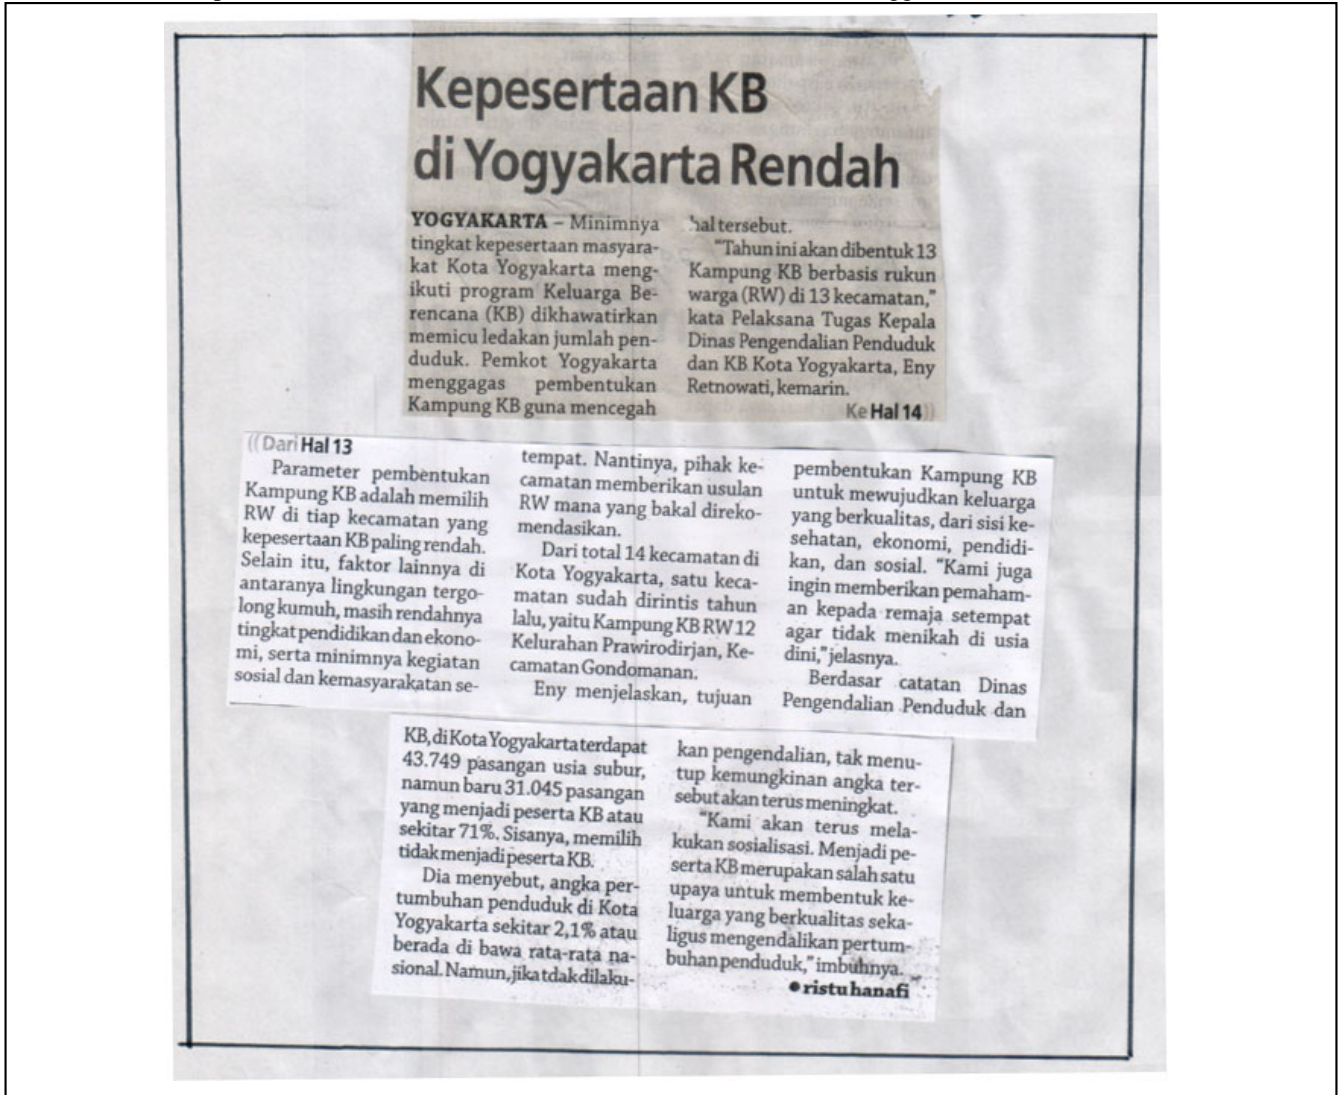 Kepesertaan KB
di Yogyakarta Rendah
YOGYAKARTA – Minimnya
tingkat kepesertaan masyara-
kat Kota Yogyakarta meng-
ikuti program Keluarga Be-
rencana (KB) dikhawatirkan
memicu ledakan jumlah pen-
duduk. Pemkot Yogyakarta
menggagas pembentukan
Kampung KB guna mencegah
hal tersebut.
"Tahun ini akan dibentuk 13
Kampung KB berbasis rukun
warga (RW) di 13 kecamatan,"
kata Pelaksana Tugas Kepala
Dinas Pengendalian Penduduk
dan KB Kota Yogyakarta, Eny
Retnowati, kemarin.
Ke Hal 14))
((Dari Hal 13
Parameter pembentukan
Kampung KB adalah memilih
RW di tiap kecamatan yang
kepesertaan KB paling rendah.
Selain itu, faktor lainnya di
antaranya lingkungan tergo-
long kumuh, masih rendahnya
tingkat pendidikan dan ekono-
mi, serta minimnya kegiatan
sosial dan kemasyarakatan se-
tempat. Nantinya, pihak ke-
camatan memberikan usulan
RW mana yang bakal direko-
mendasikan.
Dari total 14 kecamatan di
Kota Yogyakarta, satu keca-
matan sudah dirintis tahun
lalu, yaitu Kampung KB RW 12
Kelurahan Prawirodirjan, Ke-
camatan Gondomanan.
Eny menjelaskan, tujuan
pembentukan Kampung KB
untuk mewujudkan keluarga
yang berkualitas, dari sisi ke-
sehatan, ekonomi, pendidi-
kan, dan sosial. "Kami juga
ingin memberikan pemaham-
an kepada remaja setempat
agar tidak menikah di usia
dini," jelasnya.
Berdasar catatan Dinas
Pengendalian Penduduk dan
KB, di Kota Yogyakarta terdapat
43.749 pasangan usia subur,
namun baru 31.045 pasangan
yang menjadi peserta KB atau
sekitar 71%. Sisanya, memilih
tidak menjadi peserta KB.
Dia menyebut, angka per-
tumbuhan penduduk di Kota
Yogyakarta sekitar 2,1% atau
berada di bawa rata-rata na-
sional. Namun, jika tdak dilaku-
kan pengendalian, tak menu-
tup kemungkinan angka ter-
sebut akan terus meningkat.
"Kami akan terus mela-
kukan sosialisasi. Menjadi pe-
serta KB merupakan salah satu
upaya untuk membentuk ke-
luarga yang berkualitas seka-
ligus mengendalikan pertum-
buhan penduduk," imbuhnya.
● ristu hanafi